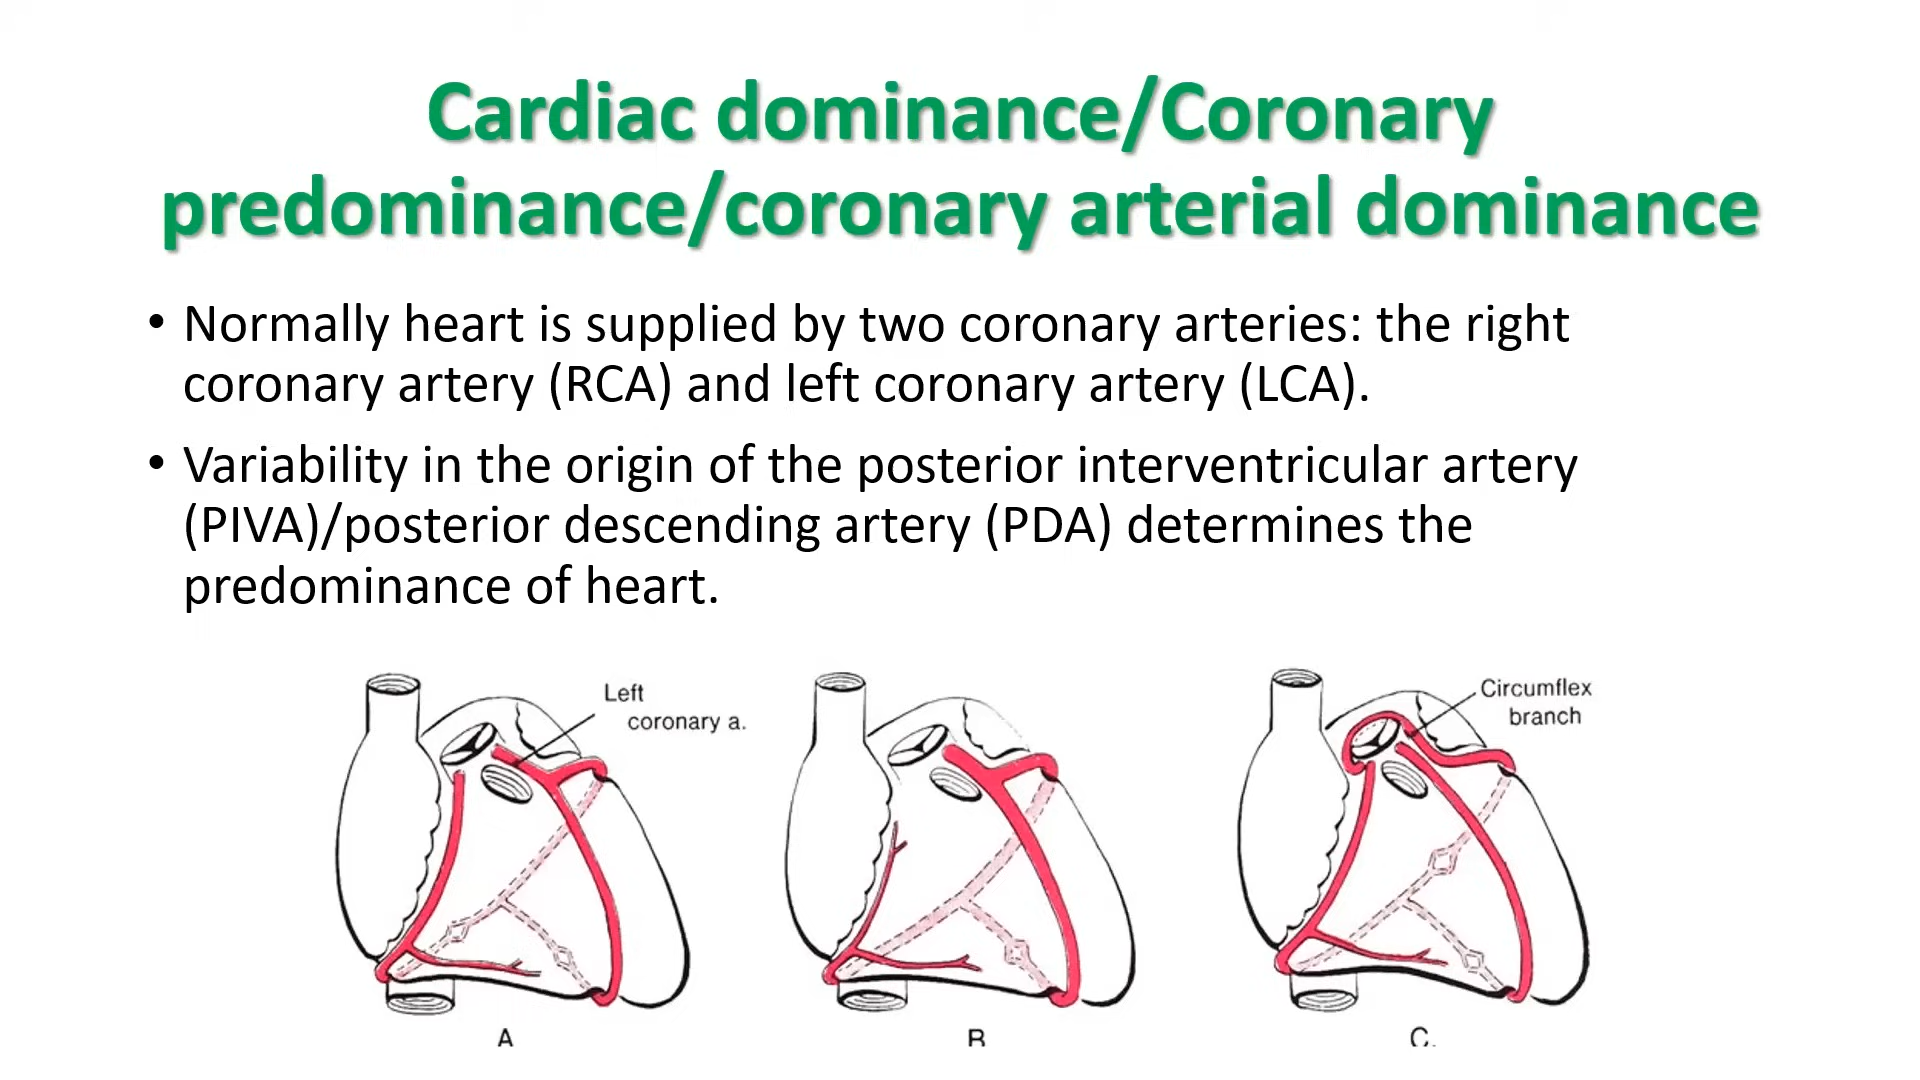 Cardiac dominance/Coronary
predominance/coronary arterial dominance
• Normally heart is supplied by two coronary arteries: the right
coronary artery (RCA) and left coronary artery (LCA).
• Variability in the origin of the posterior interventricular artery
(PIVA)/posterior descending artery (PDA) determines the
predominance of heart.
Left
coronary a.
Circumflex
branch
A
B
C.